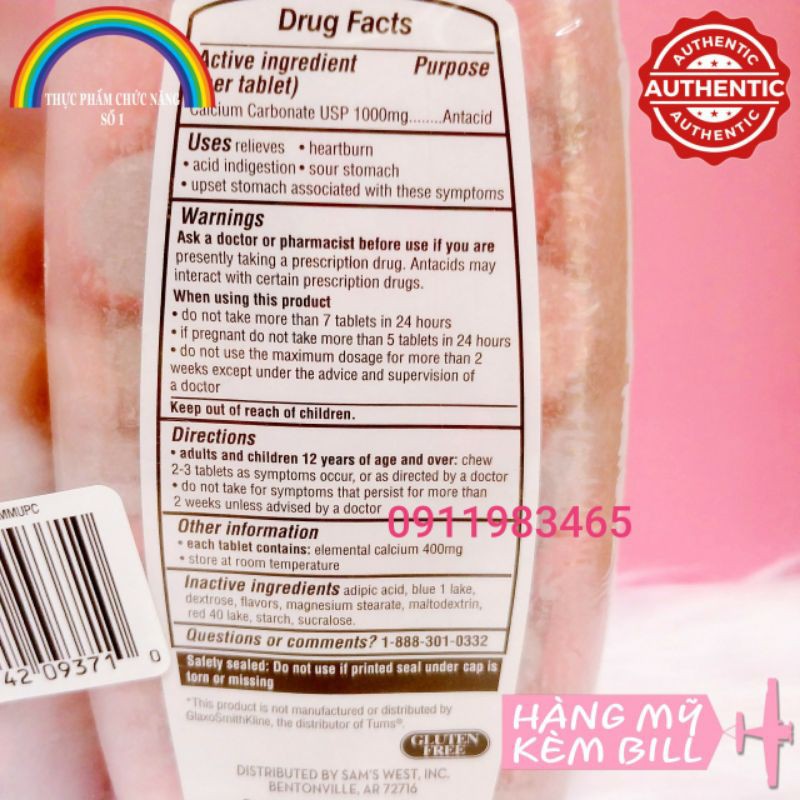 THỰC PHẨM CHỨC NĂNG
SỐ 1
AUTHENTIC
AUTHENTIC
AUTHENTIC
Drug Facts
Active ingredient Purpose
per tablet)
Calcium Carbonate USP 1000mg........Antacid
Uses relieves • heartburn
• acid indigestion • sour stomach
• upset stomach associated with these symptoms
Warnings
Ask a doctor or pharmacist before use if you are
presently taking a prescription drug. Antacids may
interact with certain prescription drugs.
When using this product
• do not take more than 7 tablets in 24 hours
• if pregnant do not take more than 5 tablets in 24 hours
• do not use the maximum dosage for more than 2
weeks except under the advice and supervision of
a doctor
Keep out of reach of children.
Directions
• adults and children 12 years of age and over: chew
2-3 tablets as symptoms occur, or as directed by a doctor
• do not take for symptoms that persist for more than
2 weeks unless advised by a doctor
0911983465
Other information
• each tablet contains: elemental calcium 400mg
• store at room temperature
Inactive ingredients adipic acid, blue 1 lake,
dextrose, flavors, magnesium stearate, maltodextrin,
red 40 lake, starch, sucralose.
Questions or comments? 1-888-301-0332
Safety sealed: Do not use if printed seal under cap is
torn or missing
*This product is not manufactured or distributed by
GlaxoSmithKline, the distributor of Tums®.
GLUTEN
FREE
DISTRIBUTED BY SAM'S WEST, INC.
BENTONVILLE, AR 72716
MMUPC
42 09371 0
HÀNG MỸ
KÈM BILL